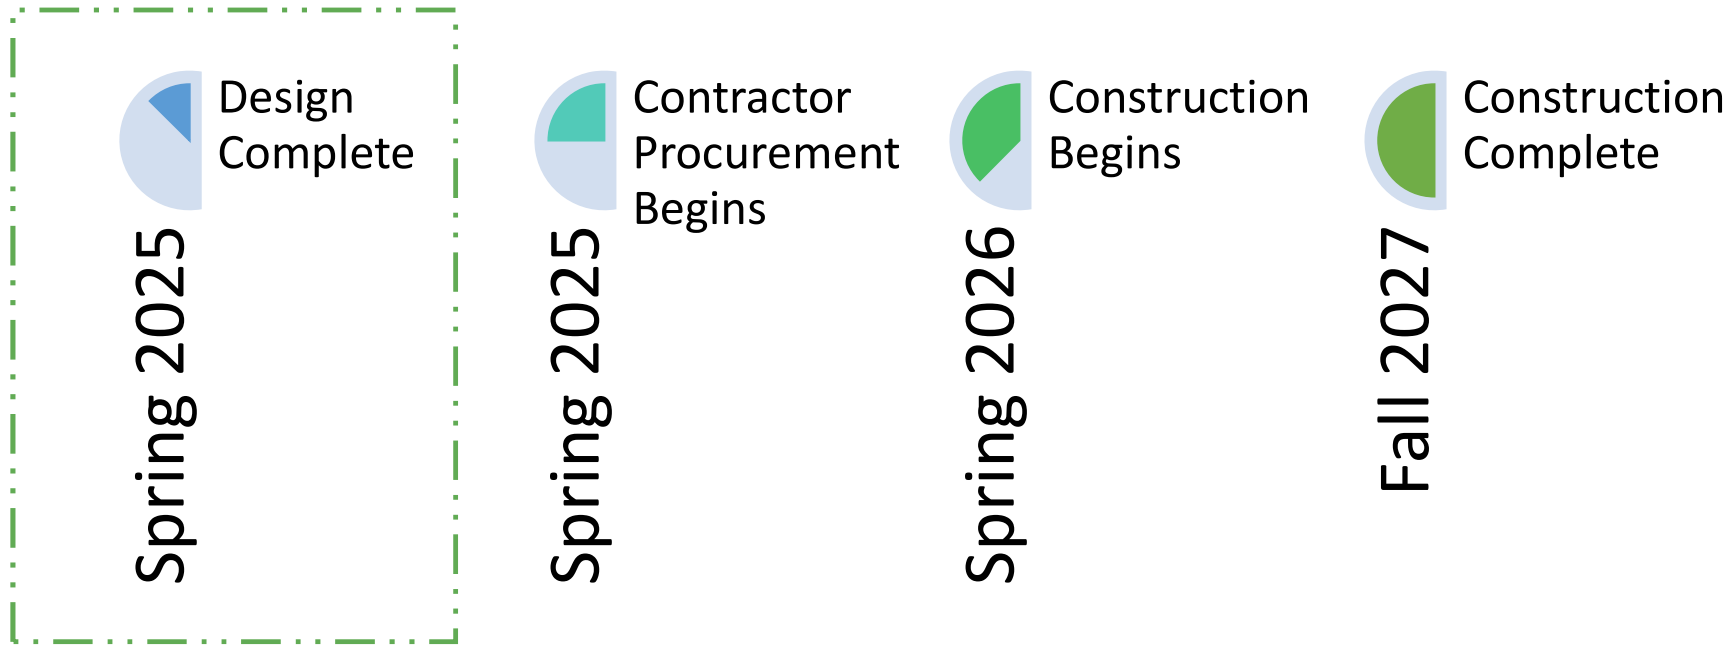 Design
Complete
Spring 2025
Contractor
Procurement
Begins
Spring 2025
Construction
Begins
Spring 2026
Construction
Complete
Fall 2027